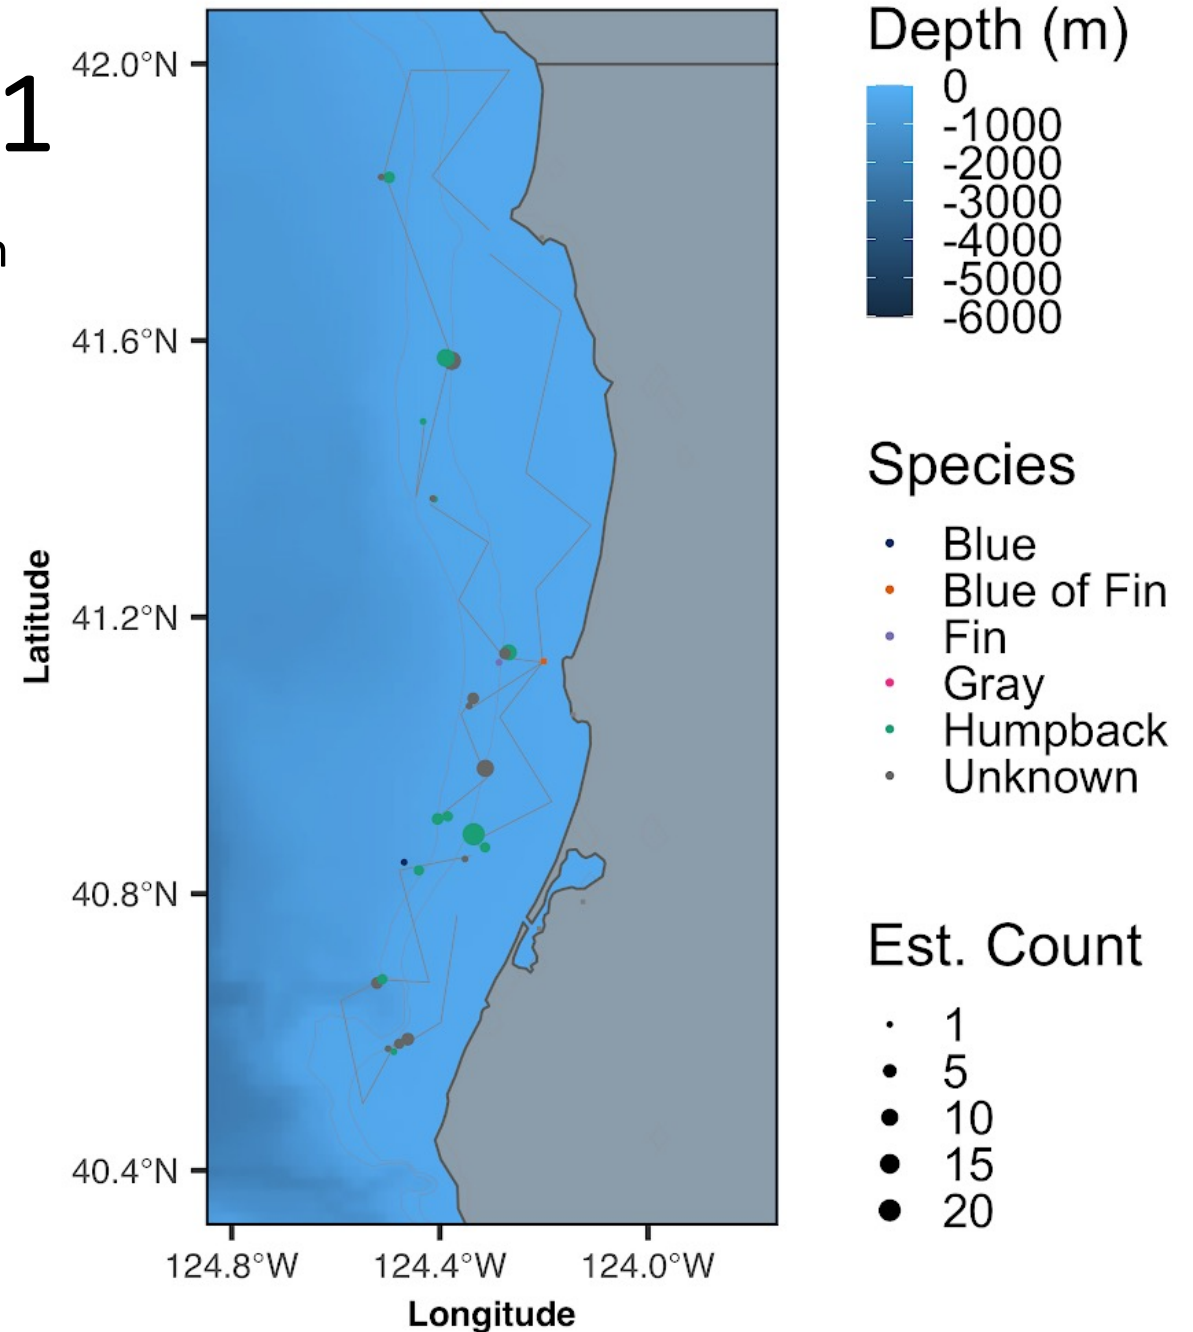 1
n
42.0°N
41.6°N
41.2°N
40.8°N
40.4°N
Latitude
124.8°W 124.4°W 124.0°W
Longitude
Depth (m)
0
-1000
-2000
-3000
-4000
-5000
-6000
Species
Blue
Blue of Fin
Fin
Gray
Humpback
Unknown
Est. Count
1
5
10
15
20